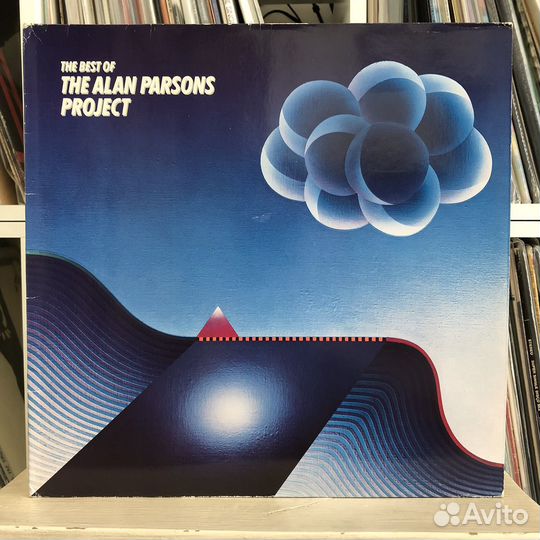 THE BEST OF
THE ALAN PARSONS
PROJECT
Avito